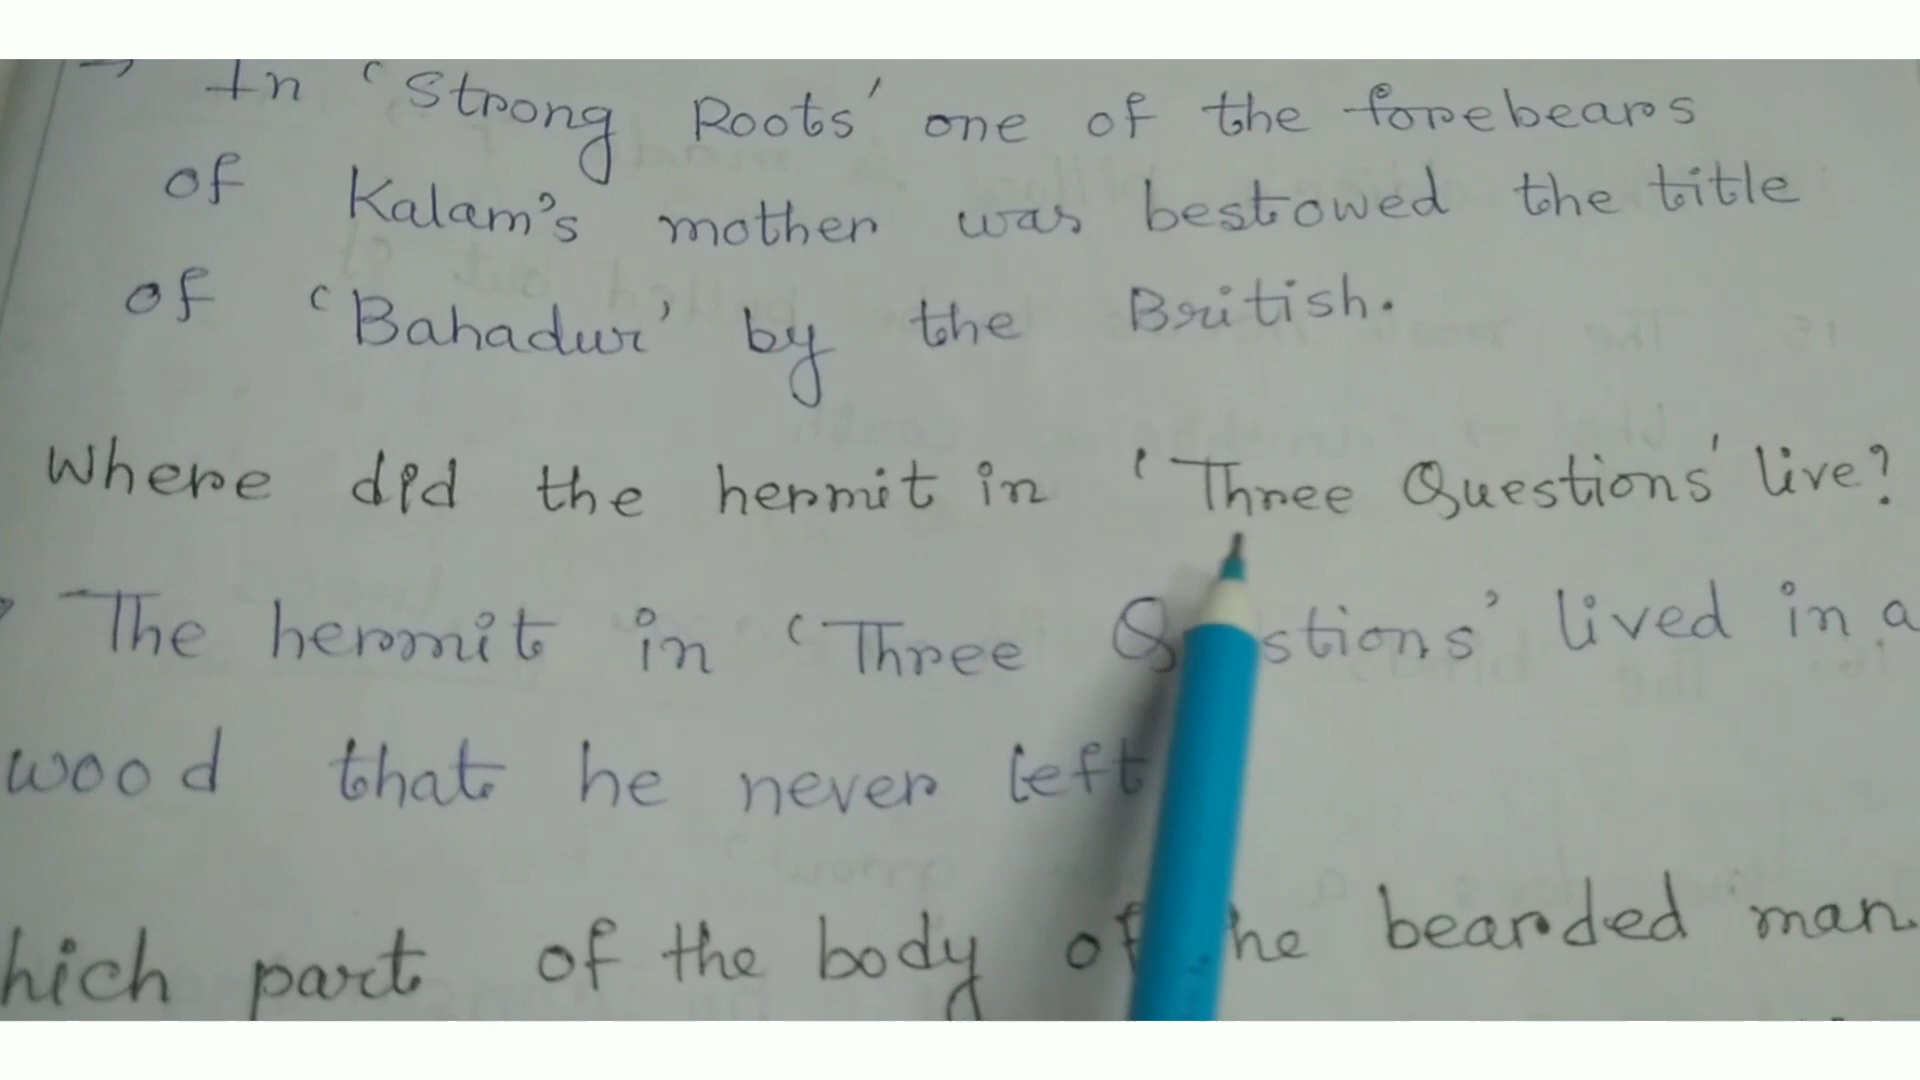 → In ‘Strong Roots’ one of the forebears
of Kalam's mother was bestowed the title
of ‘Bahadur’ by the British.
Where did the hermit in ‘Three Questions’ live?
The hermit in ‘Three Questions’ lived in a
wood that he never left
hich part of the body of the bearded man